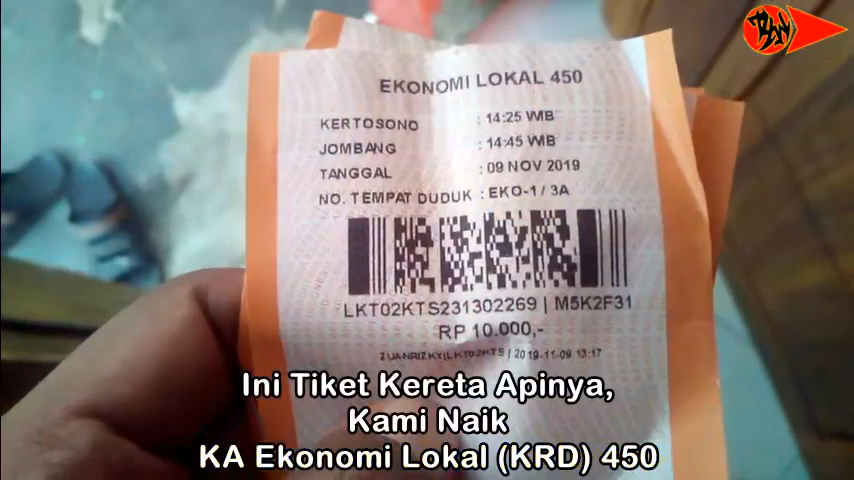 EKONOMI LOKAL 450
KERTOSONO : 14:25 WIB
JOMBANG : 14:45 WIB
TANGGAL : 09 NOV 2019
NO. TEMPAT DUDUK : EKO-1 / 3A
LKT02KTS231302269 | M5K2F31
RP 10.000,-
ZUANRIZKY|LKT02KTS | 2019-11-09 13:17
Ini Tiket Kereta Apinya,
Kami Naik
KA Ekonomi Lokal (KRD) 450